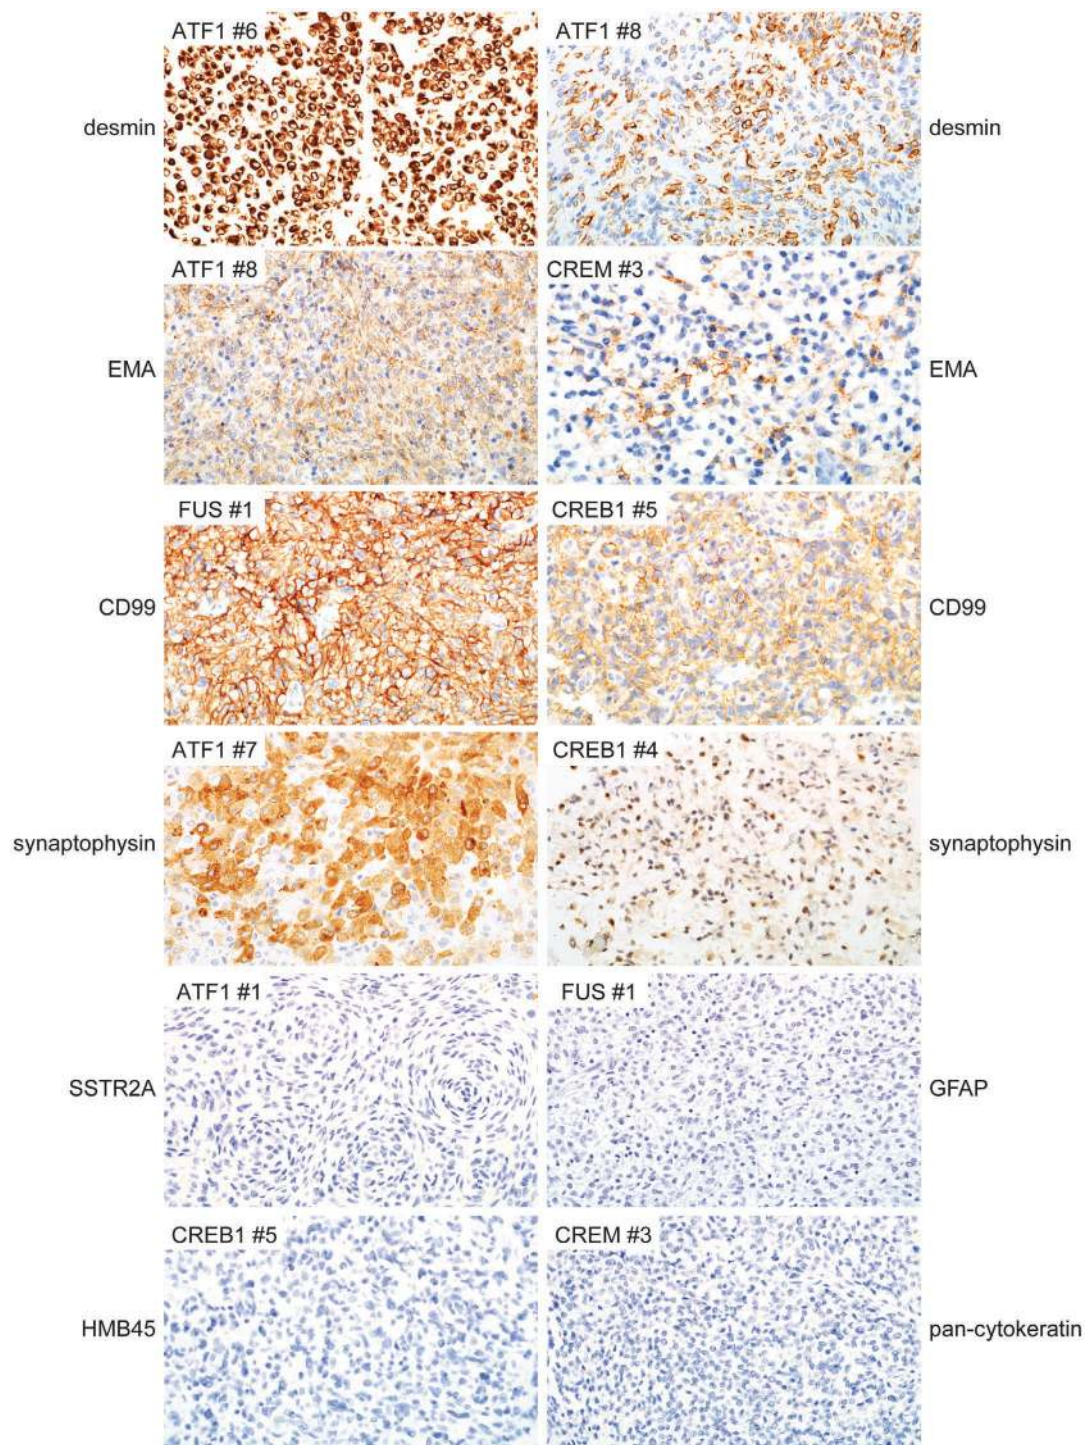 ATF1 #6
ATF1 #8
desmin
desmin
ATF1 #8
CREM #3
EMA
EMA
FUS #1
CREB1 #5
CD99
CD99
ATF1 #7
CREB1 #4
synaptophysin
synaptophysin
ATF1 #1
FUS #1
SSTR2A
GFAP
CREB1 #5
CREM #3
HMB45
pan-cytokeratin